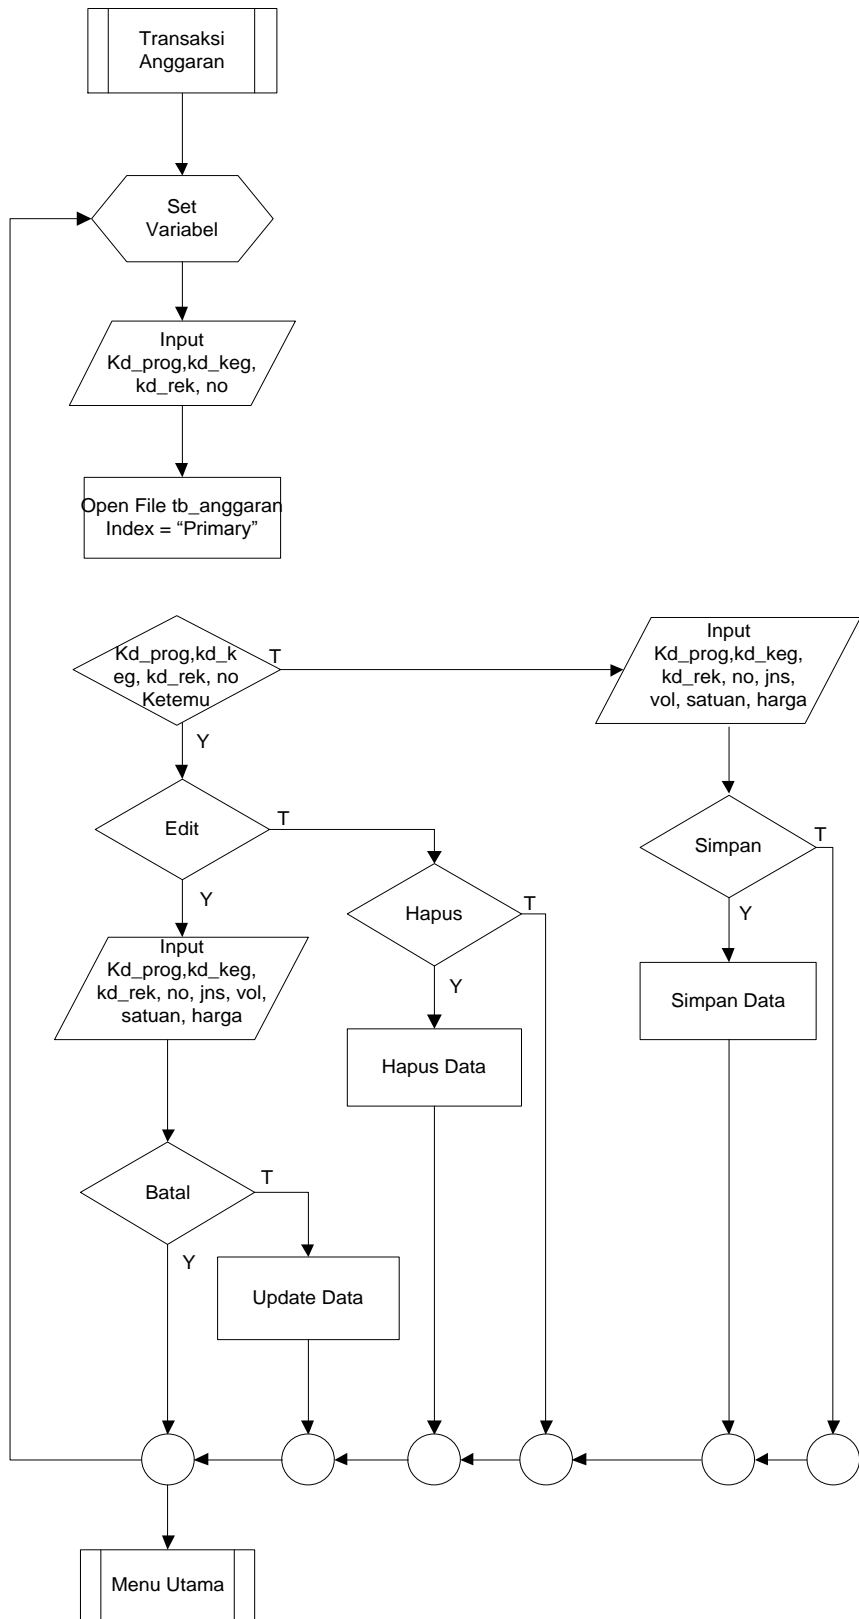 Transaksi
Anggaran
Set
Variabel
Input
Kd_prog,kd_keg,
kd_rek, no
Open File tb_anggaran
Index = “Primary”
Kd_prog,kd_k
eg, kd_rek, no
Ketemu
T
Y
Input
Kd_prog,kd_keg,
kd_rek, no, jns,
vol, satuan, harga
Edit
T
Y
Simpan
T
Y
Hapus
T
Y
Input
Kd_prog,kd_keg,
kd_rek, no, jns, vol,
satuan, harga
Simpan Data
Hapus Data
Batal
T
Y
Update Data
Menu Utama